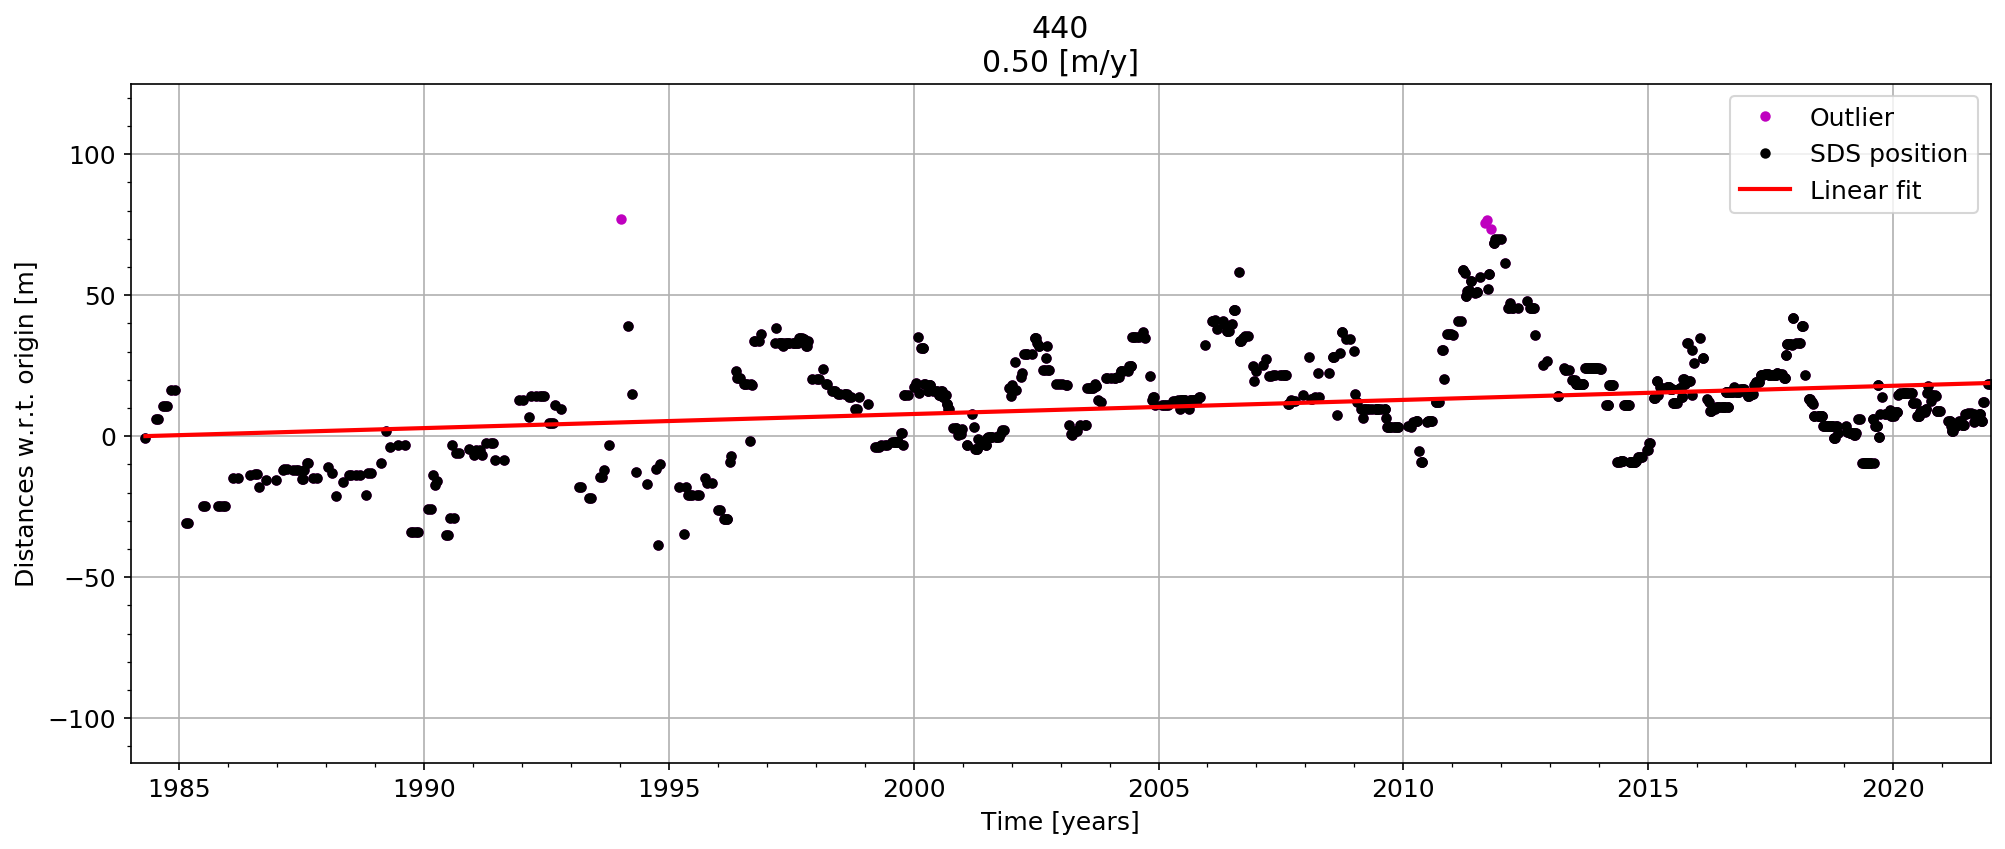 440
0.50 [m/y]
Outlier
SDS position
Linear fit
Distances w.r.t. origin [m]
100
50
0
−50
−100
1985 1990 1995 2000 2005 2010 2015 2020
Time [years]